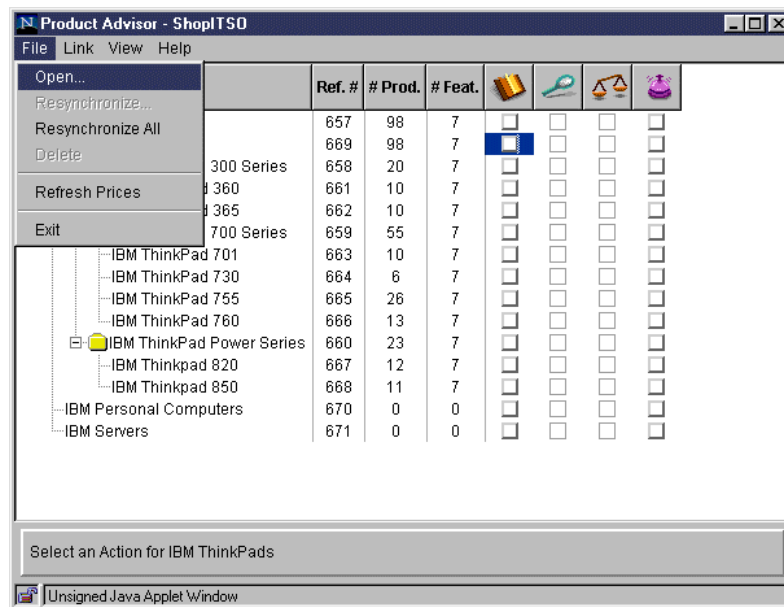 Product Advisor - ShopITSO
File Link View Help
Open...
Resynchronize...
Resynchronize All
Delete
Refresh Prices
Exit
Ref. # # Prod. # Feat.
657 98 7
669 98 7
300 Series 658 20 7
360 661 10 7
365 662 10 7
700 Series 659 55 7
IBM ThinkPad 701 663 10 7
IBM ThinkPad 730 664 6 7
IBM ThinkPad 755 665 26 7
IBM ThinkPad 760 666 13 7
IBM ThinkPad Power Series 660 23 7
IBM Thinkpad 820 667 12 7
IBM Thinkpad 850 668 11 7
IBM Personal Computers 670 0 0
IBM Servers 671 0 0
Select an Action for IBM ThinkPads
Unsigned Java Applet Window